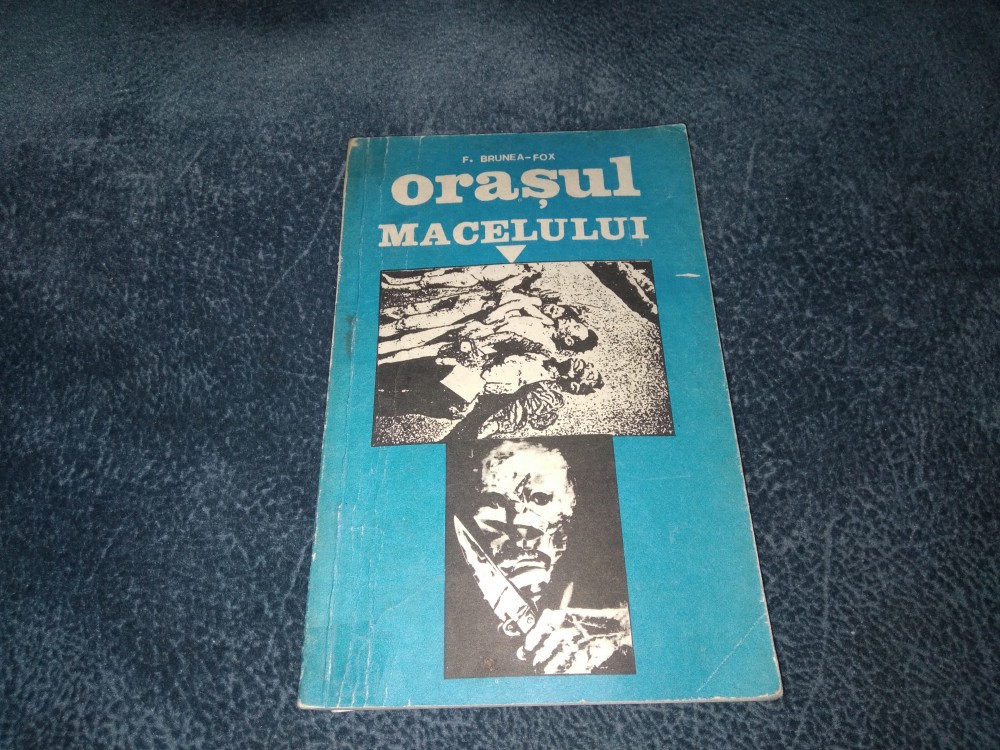 F. BRUNEA-FOX
orașul
MACELULUI